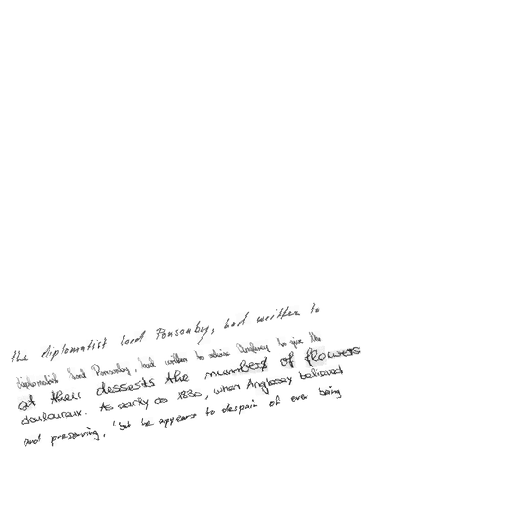 the diplomatist Lord Ponsonby, had written to
diplomatist Lord Ponsonby, had written to advise Anglesey to give the
at their desserts the number of flowers
douloureux. As early as 1830, when Anglesey believed
and preserving, 'but he appears to despair of ever being